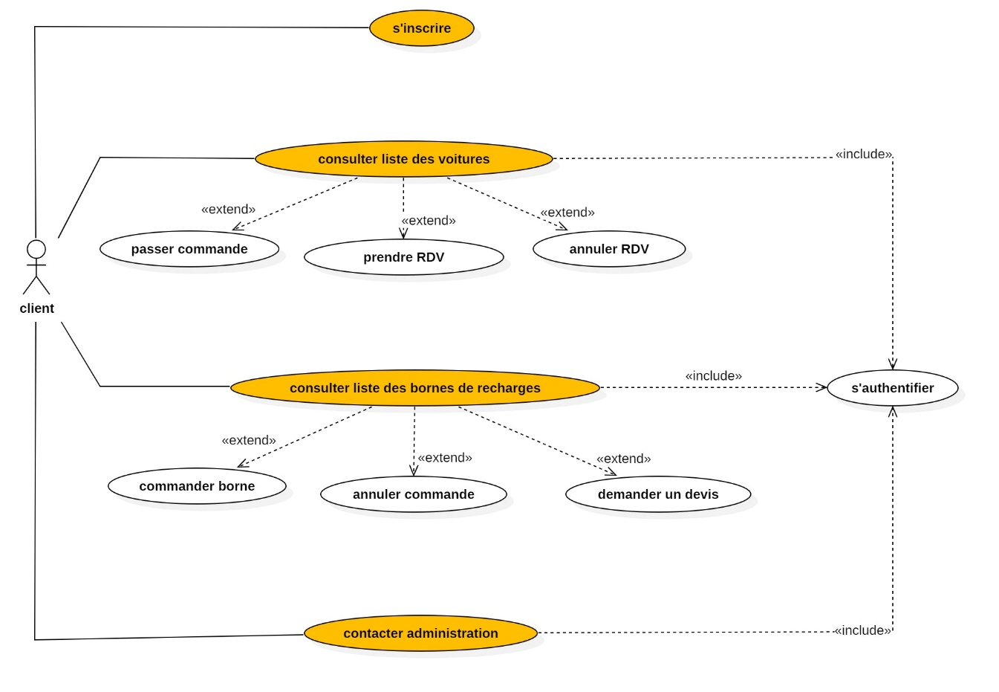 s'inscrire
consulter liste des voitures
«include»
«extend»
«extend»
«extend»
passer commande
prendre RDV
annuler RDV
client
consulter liste des bornes de recharges
«include»
s'authentifier
«extend»
«extend»
«extend»
commander borne
annuler commande
demander un devis
contacter administration
«include»